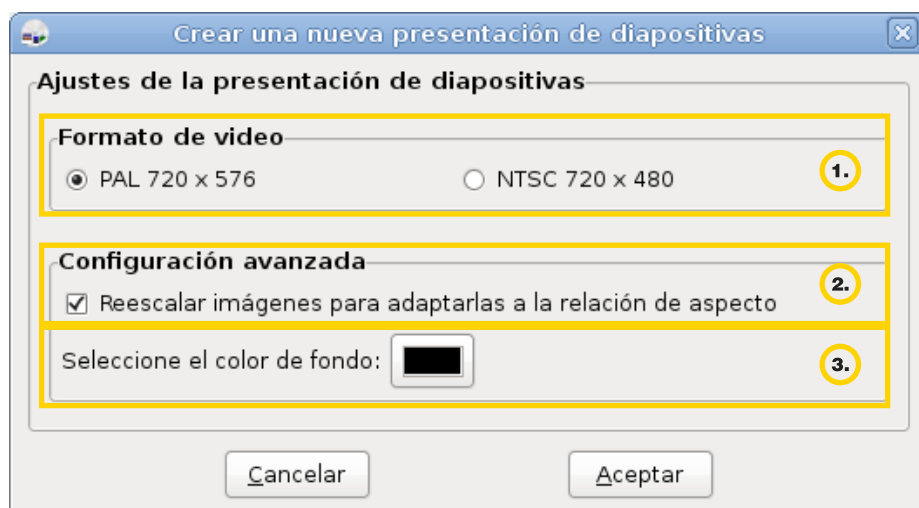 Crear una nueva presentación de diapositivas
Ajustes de la presentación de diapositivas
Formato de video
PAL 720 x 576 NTSC 720 x 480 1.
Configuración avanzada
Reescalar imágenes para adaptarlas a la relación de aspecto 2.
Seleccione el color de fondo: 3.
Cancelar Aceptar